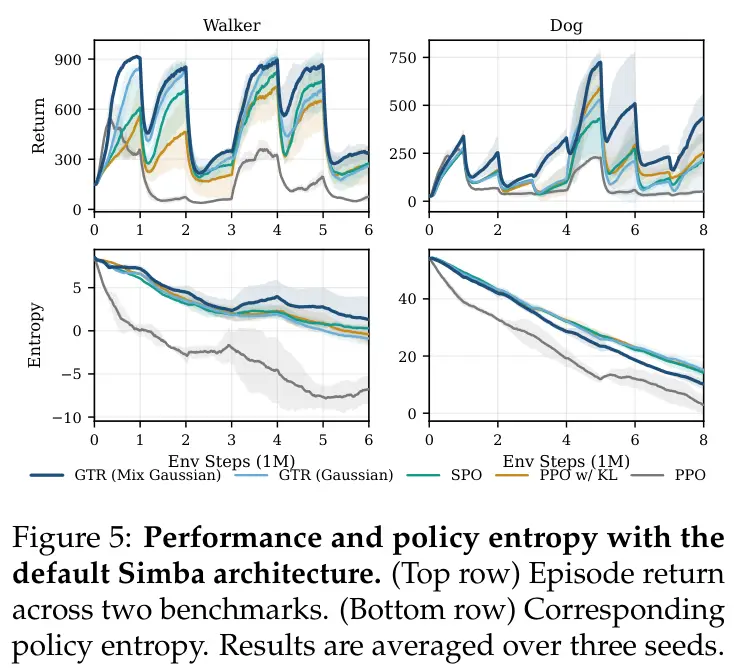 Walker
Dog
Return
900
600
300
0
0 1 2 3 4 5 6
750
500
250
0
0 2 4 6 8
Entropy
5
0
−5
−10
0 1 2 3 4 5 6
40
20
0
0 2 4 6 8
Env Steps (1M)
Env Steps (1M)
GTR (Mix Gaussian) GTR (Gaussian) SPO PPO w/ KL PPO
Figure 5: Performance and policy entropy with the
default Simba architecture. (Top row) Episode return
across two benchmarks. (Bottom row) Corresponding
policy entropy. Results are averaged over three seeds.